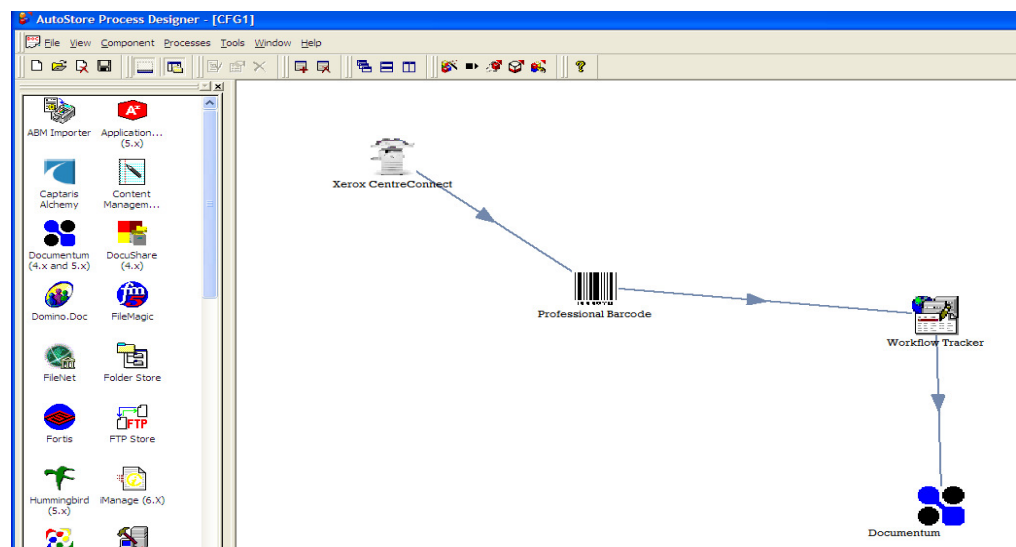 AutoStore Process Designer - [CFG1]
File View Component Processes Tools Window Help
ABM Importer
Application...
(5.x)
Captaris
Alchemy
Content
Managem...
Documentum
(4.x and 5.x)
DocuShare
(4.x)
Domino.Doc
FileMagic
FileNet
Folder Store
Fortis
FTP
FTP Store
Hummingbird
(5.x)
iManage (6.X)
Xerox CentreConnect
Professional Barcode
Workflow Tracker
Documentum